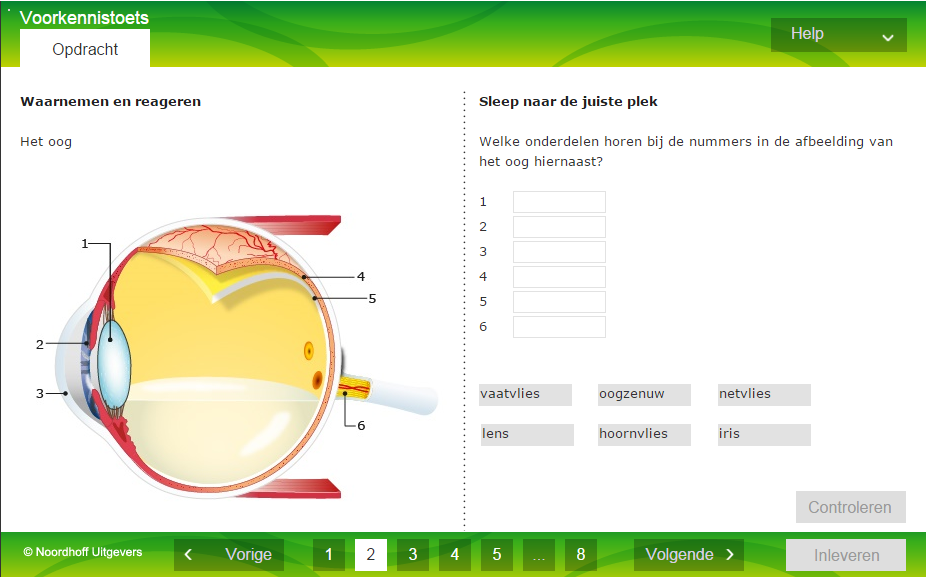 Voorkennistoets
Opdracht
Help
Waarnemen en reageren
Het oog
1
2
3
4
5
6
Sleep naar de juiste plek
Welke onderdelen horen bij de nummers in de afbeelding van
het oog hiernaast?
1
2
3
4
5
6
vaatvlies oogzenuw netvlies
lens hoornvlies iris
Controleren
© Noordhoff Uitgevers
Vorige 1 2 3 4 5 ... 8 Volgende
Inleveren